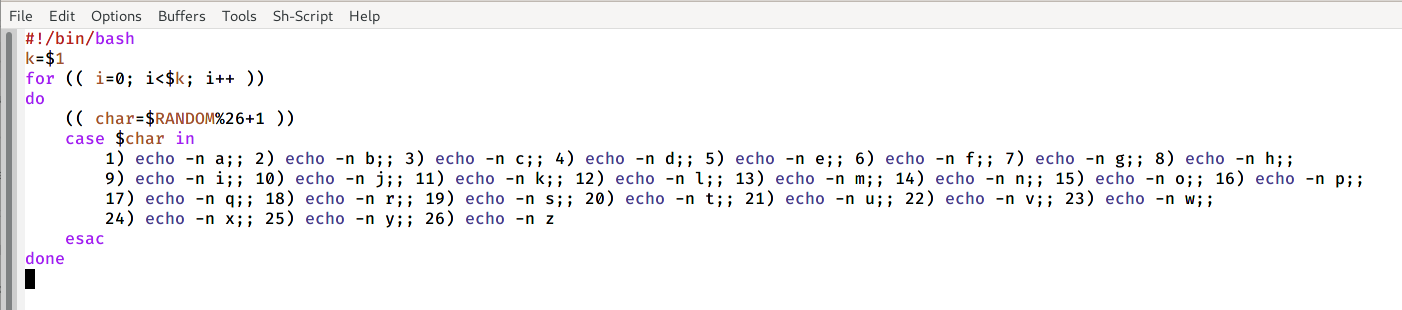 File Edit Options Buffers Tools Sh-Script Help
#!/bin/bash
k=$1
for (( i=0; i<$k; i++ ))
do
    (( char=$RANDOM%26+1 ))
    case $char in
        1) echo -n a;; 2) echo -n b;; 3) echo -n c;; 4) echo -n d;; 5) echo -n e;; 6) echo -n f;; 7) echo -n g;; 8) echo -n h;;
        9) echo -n i;; 10) echo -n j;; 11) echo -n k;; 12) echo -n l;; 13) echo -n m;; 14) echo -n n;; 15) echo -n o;; 16) echo -n p;;
        17) echo -n q;; 18) echo -n r;; 19) echo -n s;; 20) echo -n t;; 21) echo -n u;; 22) echo -n v;; 23) echo -n w;;
        24) echo -n x;; 25) echo -n y;; 26) echo -n z
    esac
done